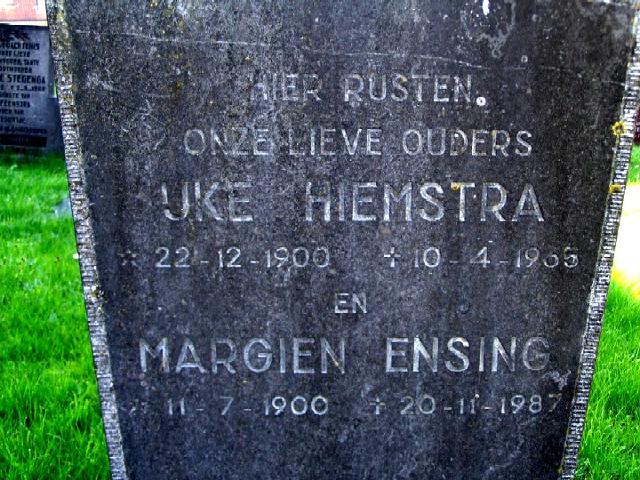 HIER RUSTEN
ONZE LIEVE OUDERS
UKE HIEMSTRA
* 22-12-1900 † 10-4-1965
EN
MARGIEN ENSING
* 11-7-1900 † 20-11-1987
STEGENGA